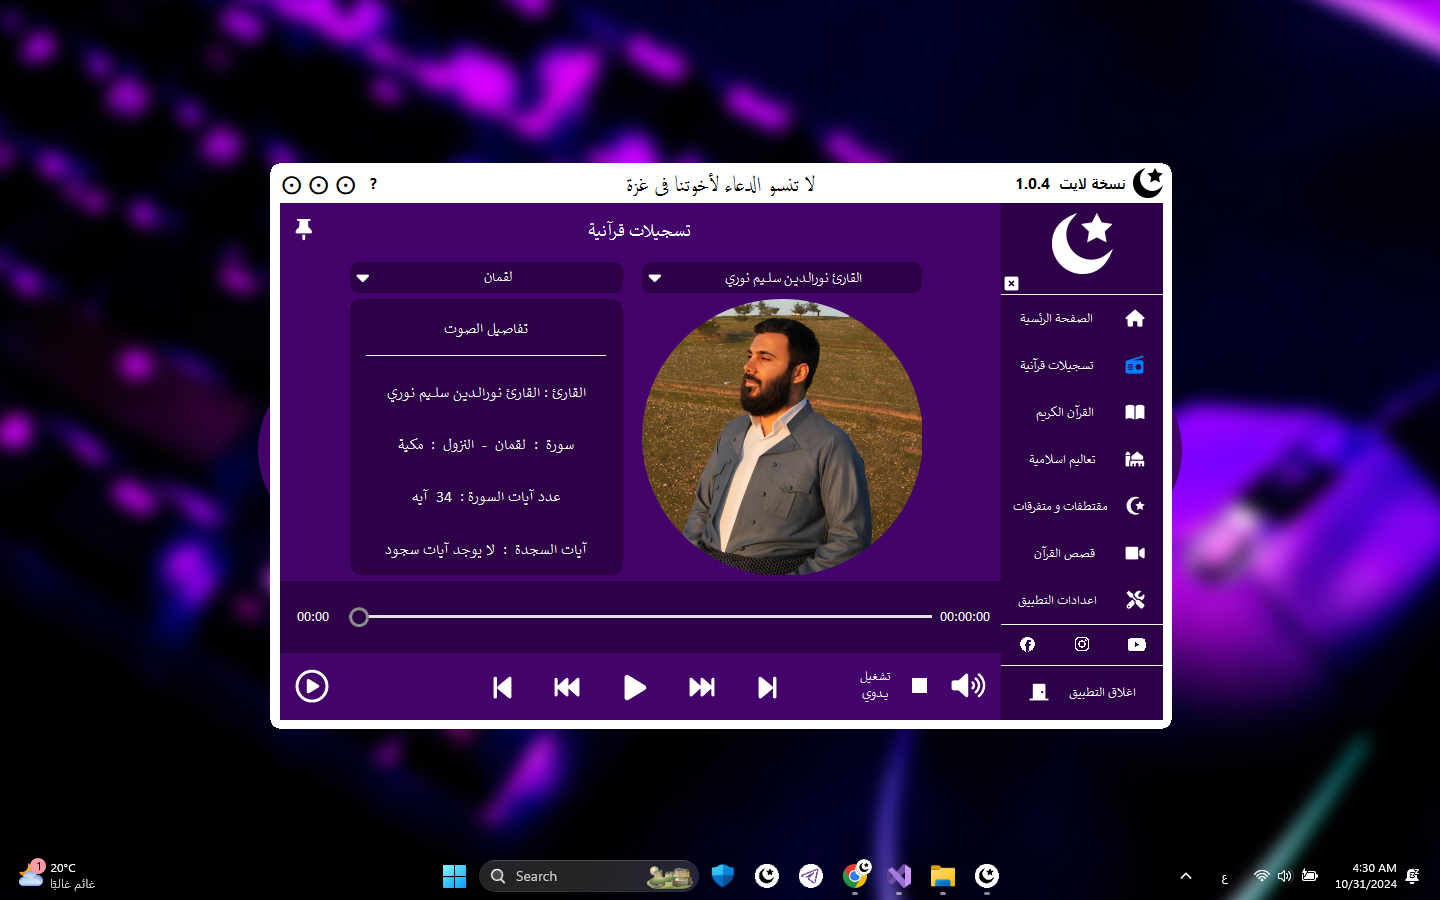 نسخة لايت 1.0.4
لا تنسو الدعاء لأخوتنا في غزة
?
تسجيلات قرآنية
القارئ نورالدين سليم نوري
لقمان
تفاصيل الصوت
القارئ : القارئ نورالدين سليم نوري
سورة : لقمان - النزول : مكية
عدد آيات السورة : 34 آيه
آيات السجدة : لا يوجد آيات سجود
الصفحة الرئسية
تسجيلات قرآنية
القرآن الكريم
تعاليم اسلامية
مقتطفات و متفرقات
قصص القرآن
اعدادات التطبيق
اغلاق التطبيق
00:00
00:00:00
تشغيل
يدوي
1
20°C
غائم غالبًا
Search
ع
4:30 AM
10/31/2024